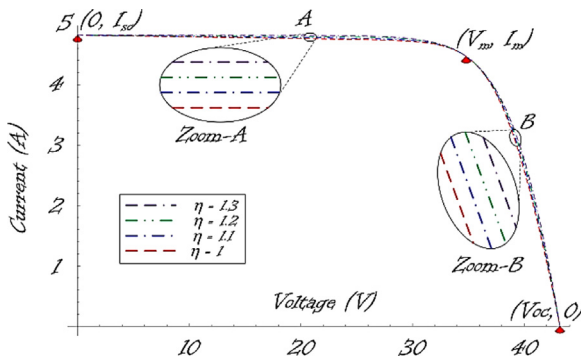 5 (0, Isc)
A
(Vm, Im)
4
Zoom-A
3
B
Current (A)
2
η = 1.3
η = 1.2
η = 1.1
η = 1
Zoom-B
1
Voltage (V)
(Voc, 0)
0
10
20
30
40